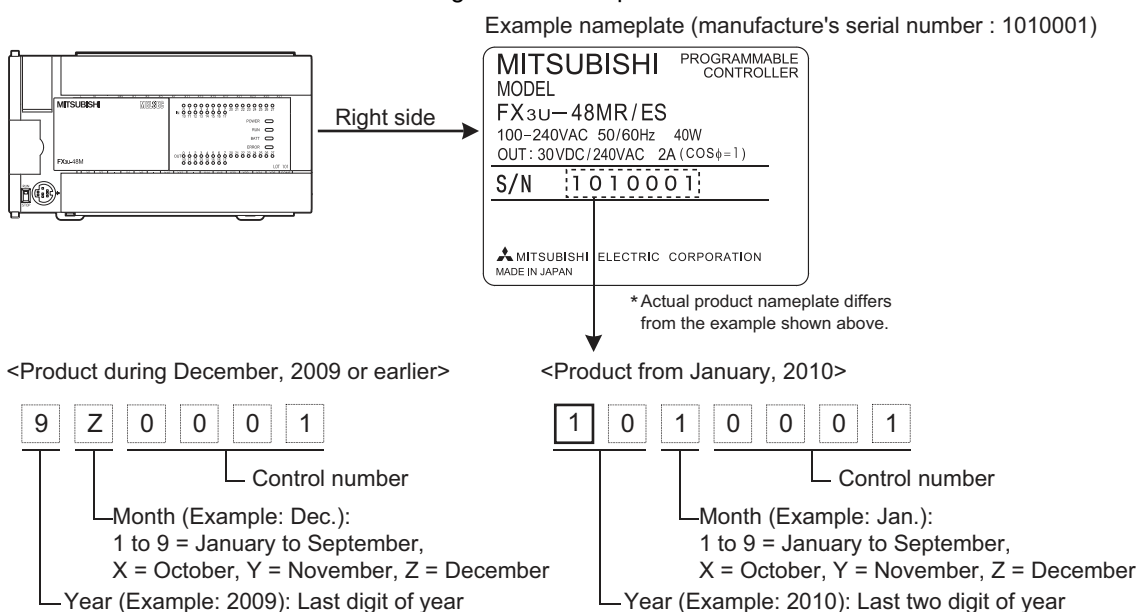 Example nameplate (manufacture's serial number : 1010001)
MITSUBISHI PROGRAMMABLE
CONTROLLER
MODEL
FX3U-48MR/ES
100-240VAC 50/60Hz 40W
OUT : 30VDC/240VAC 2A (COSφ=1)
S/N 1010001
MITSUBISHI ELECTRIC CORPORATION
MADE IN JAPAN
MITSUBISHI
POWER
RUN
BATT
ERROR
IN
OUT
FX3U-48M
LOT
Right side
* Actual product nameplate differs
from the example shown above.
<Product during December, 2009 or earlier>
9 Z 0 0 0 1
Control number
Month (Example: Dec.):
1 to 9 = January to September,
X = October, Y = November, Z = December
Year (Example: 2009): Last digit of year
<Product from January, 2010>
1 0 1 0 0 0 1
Control number
Month (Example: Jan.):
1 to 9 = January to September,
X = October, Y = November, Z = December
Year (Example: 2010): Last two digit of year